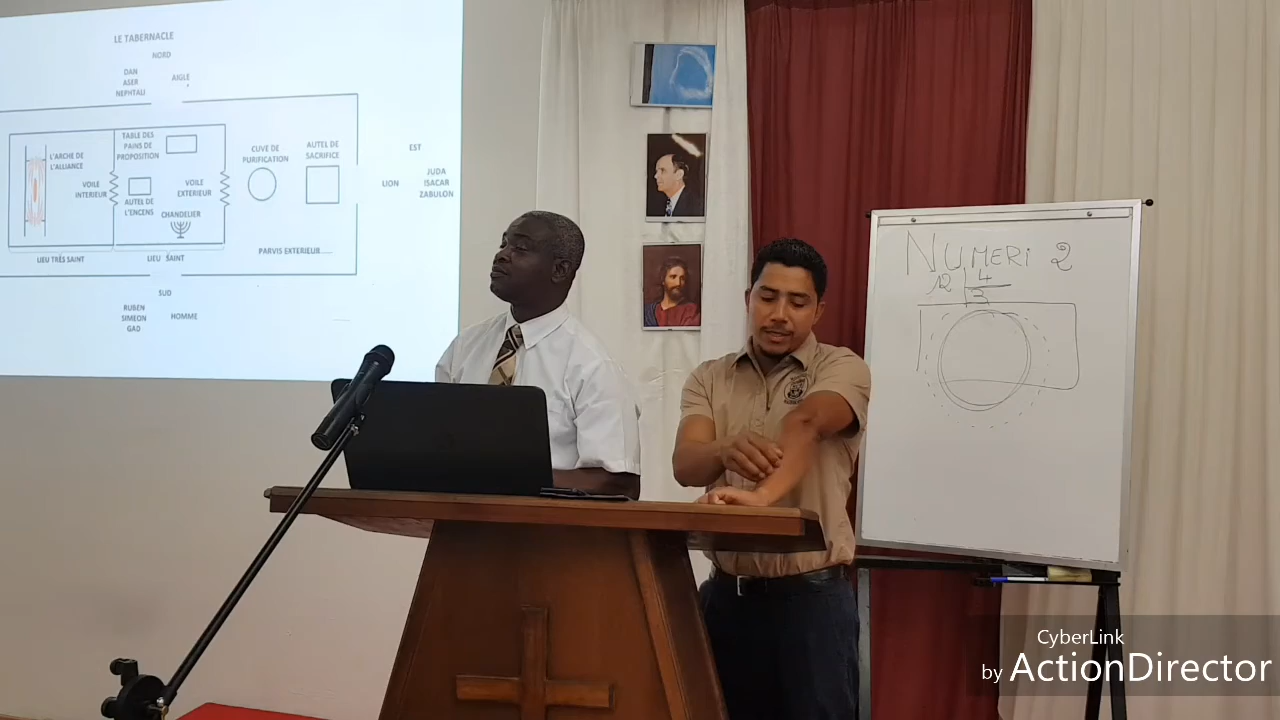 LE TABERNACLE
NORD
DAN
ASER
NEPHTALI
AIGLE
L'ARCHE DE
L'ALLIANCE
VOILE
INTERIEUR
TABLE DES
PAINS DE
PROPOSITION
AUTEL DE
L'ENCENS
VOILE
EXTERIEUR
CHANDELIER
CUVE DE
PURIFICATION
AUTEL DE
SACRIFICE
EST
LION
JUDA
ISACAR
ZABULON
LIEU TRÈS SAINT
LIEU SAINT
PARVIS EXTERIEUR......
SUD
RUBEN
SIMEON
GAD
HOMME
NUMERI 2
12 4
3
CyberLink
by ActionDirector